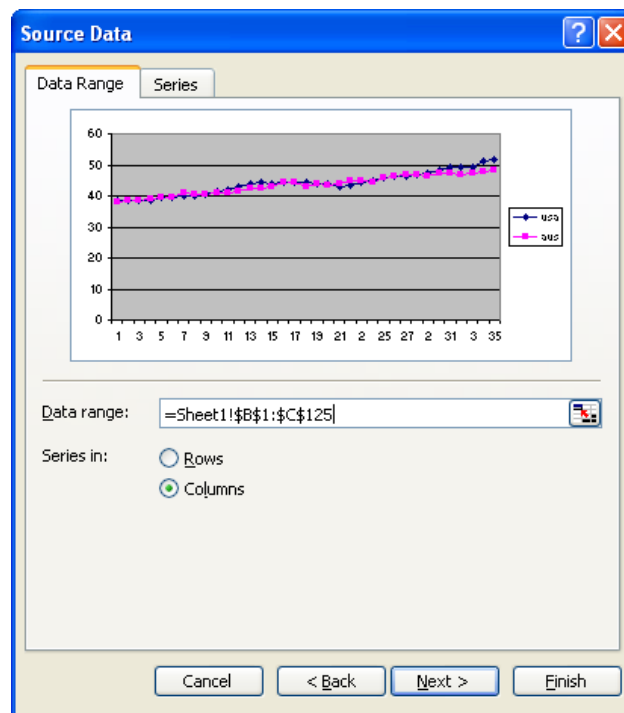 Source Data
Data Range
Series
60
50
40
30
20
10
0
1 3 5 7 9 11 13 15 17 19 21 2 25 27 2 31 3 35
usa
aus
Data range:
=Sheet1!$B$1:$C$125
Series in:
Rows
Columns
Cancel
< Back
Next >
Finish